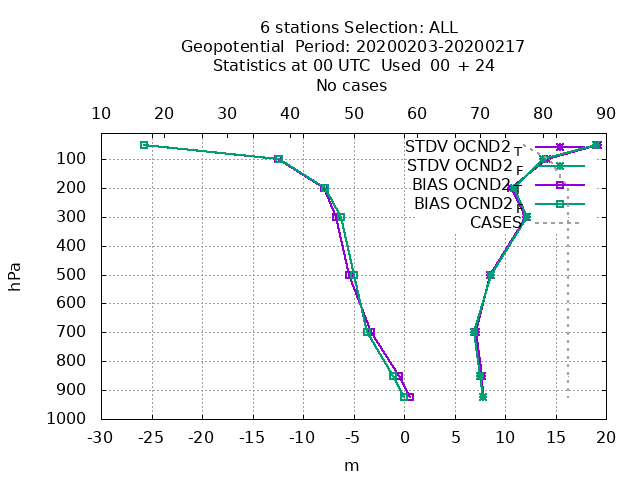 6 stations Selection: ALL
Geopotential Period: 20200203-20200217
Statistics at 00 UTC Used 00 + 24
No cases
10 20 30 40 50 60 70 80 90
STDV OCND2 T
STDV OCND2 F
BIAS OCND2 T
BIAS OCND2 F
CASES
100
200
300
400
500
600
700
800
900
1000
hPa
-30 -25 -20 -15 -10 -5 0 5 10 15 20
m